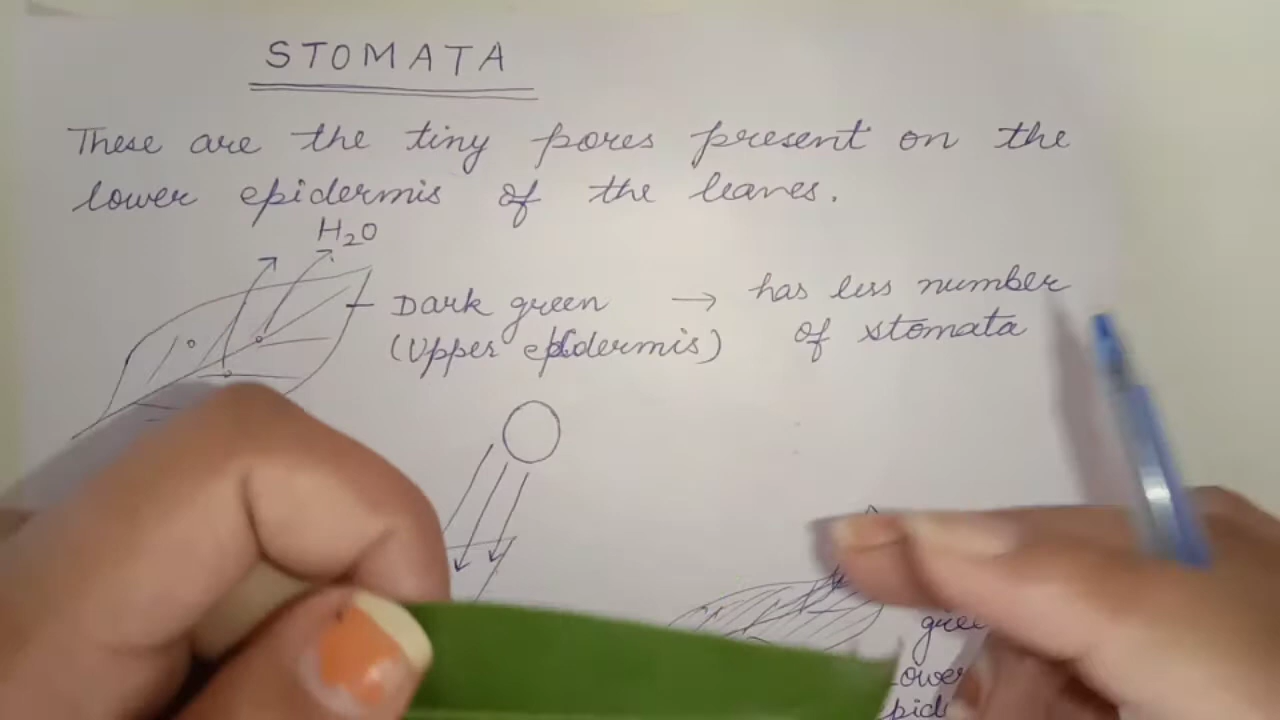 STOMATA
These are the tiny pores present on the
lower epidermis of the leaves.
H₂O
Dark green → has less number
(Upper epidermis) of stomata